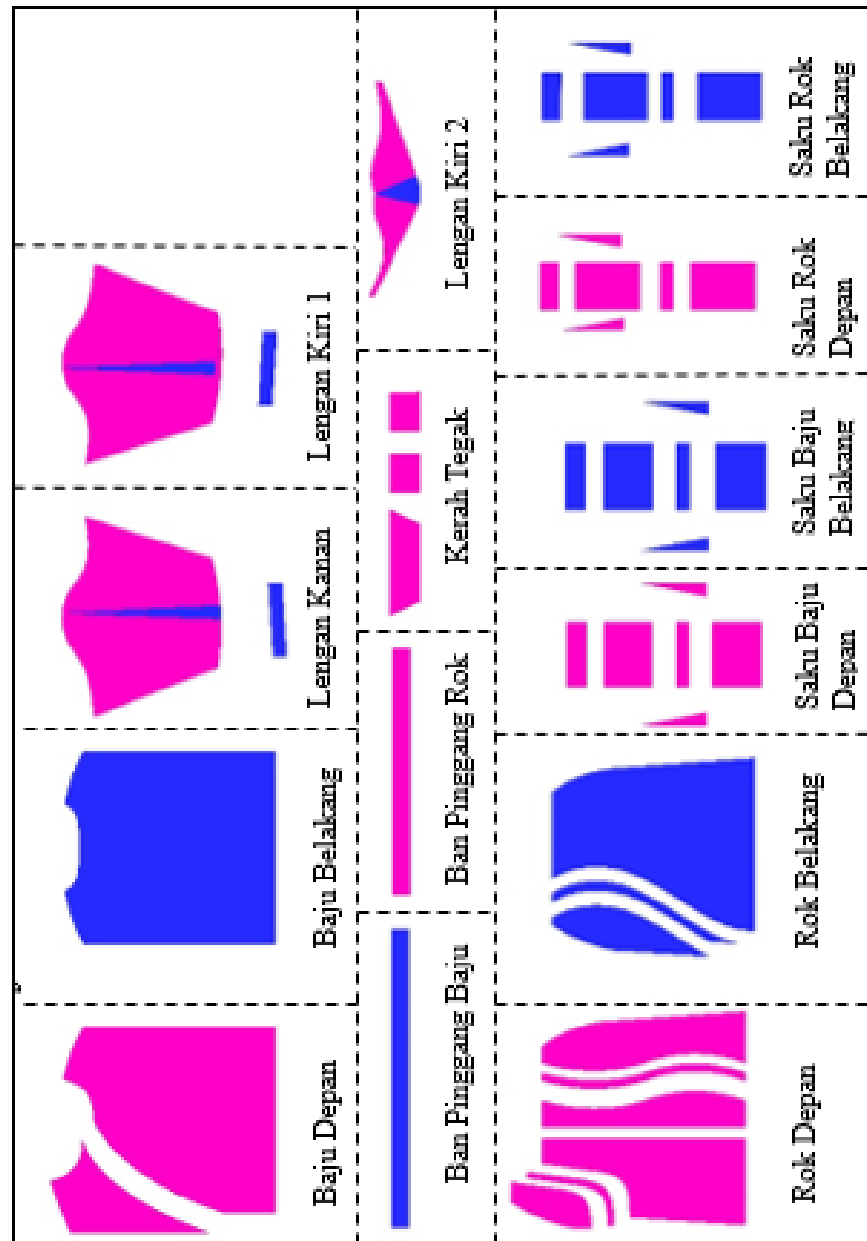 Baju Depan
Baju Belakang
Lengan Kanan
Lengan Kiri 1
Ban Pinggang Baju
Ban Pinggang Rok
Kerah Tegak
Lengan Kiri 2
Rok Depan
Rok Belakang
Saku Baju
Depan
Saku Baju
Belakang
Saku Rok
Depan
Saku Rok
Belakang